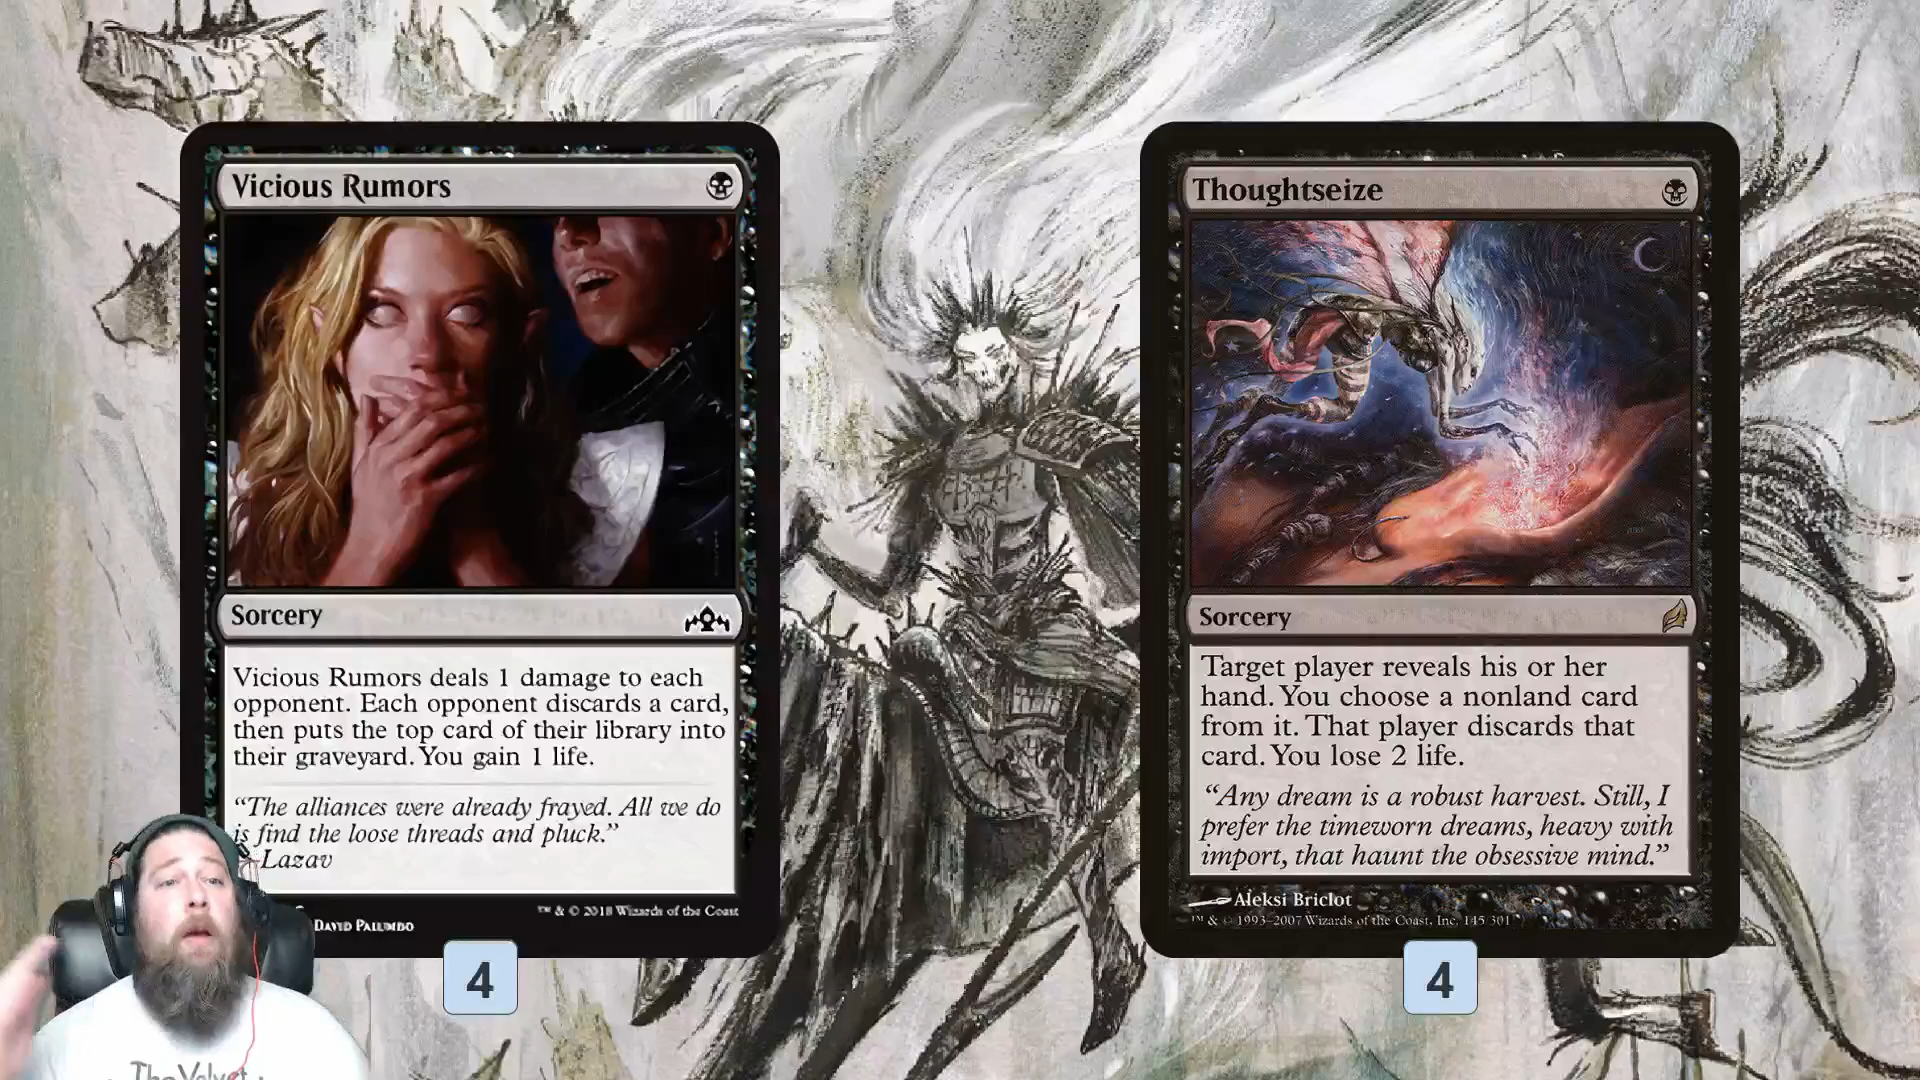 Vicious Rumors
Sorcery
Vicious Rumors deals 1 damage to each
opponent. Each opponent discards a card,
then puts the top card of their library into
their graveyard. You gain 1 life.
“The alliances were already frayed. All we do
is find the loose threads and pluck.”
Lazav
DAVID PALUMBO
™ & © 2018 Wizards of the Coast
4
Thoughtseize
Sorcery
Target player reveals his or her
hand. You choose a nonland card
from it. That player discards that
card. You lose 2 life.
“Any dream is a robust harvest. Still, I
prefer the timeworn dreams, heavy with
import, that haunt the obsessive mind.”
Aleksi Briclot
™ & © 1993–2007 Wizards of the Coast, Inc. 145/301
4
The Velvet